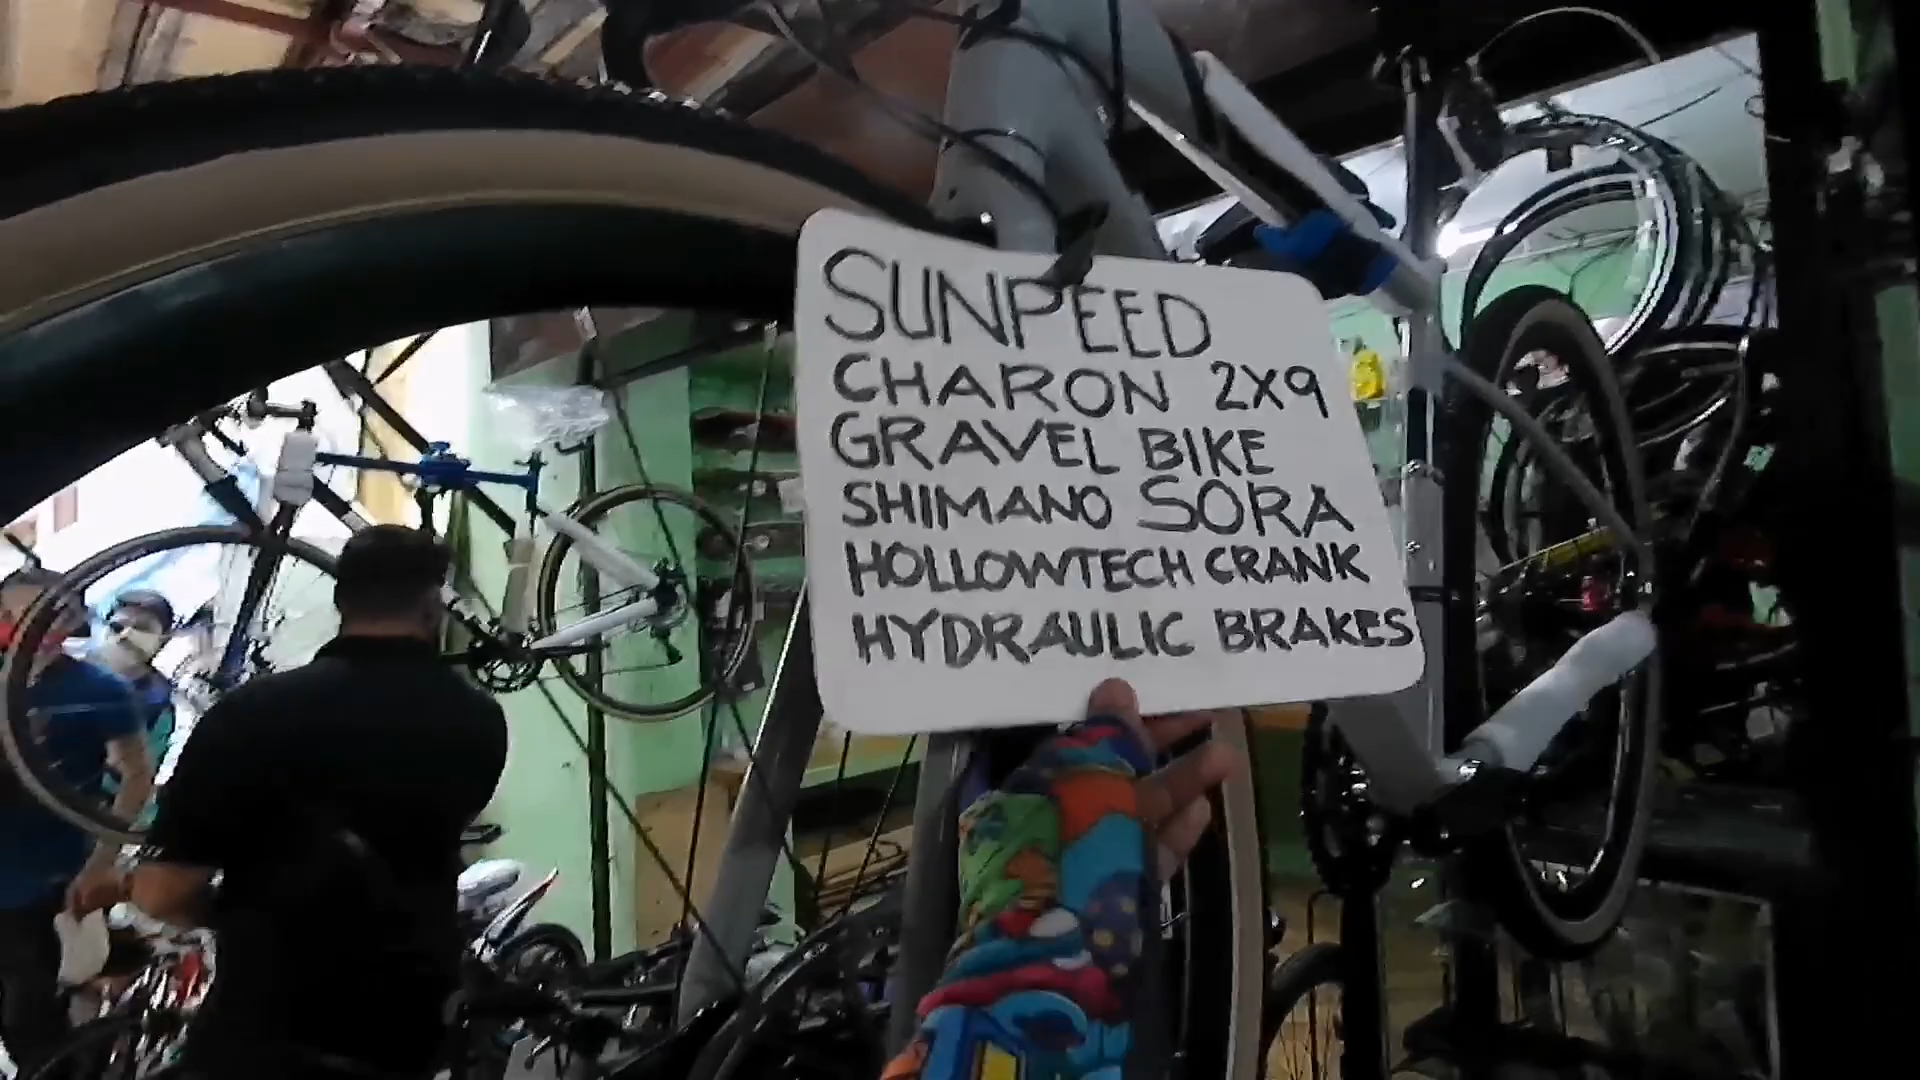 SUNPEED
CHARON 2X9
GRAVEL BIKE
SHIMANO SORA
HOLLOWTECH CRANK
HYDRAULIC BRAKES